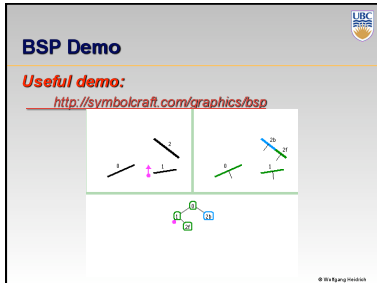 UBC
BSP Demo
Useful demo:
http://symbolcraft.com/graphics/bsp
2
0
1
2b
2f
0
1
0
1
2b
2f
© Wolfgang Heidrich